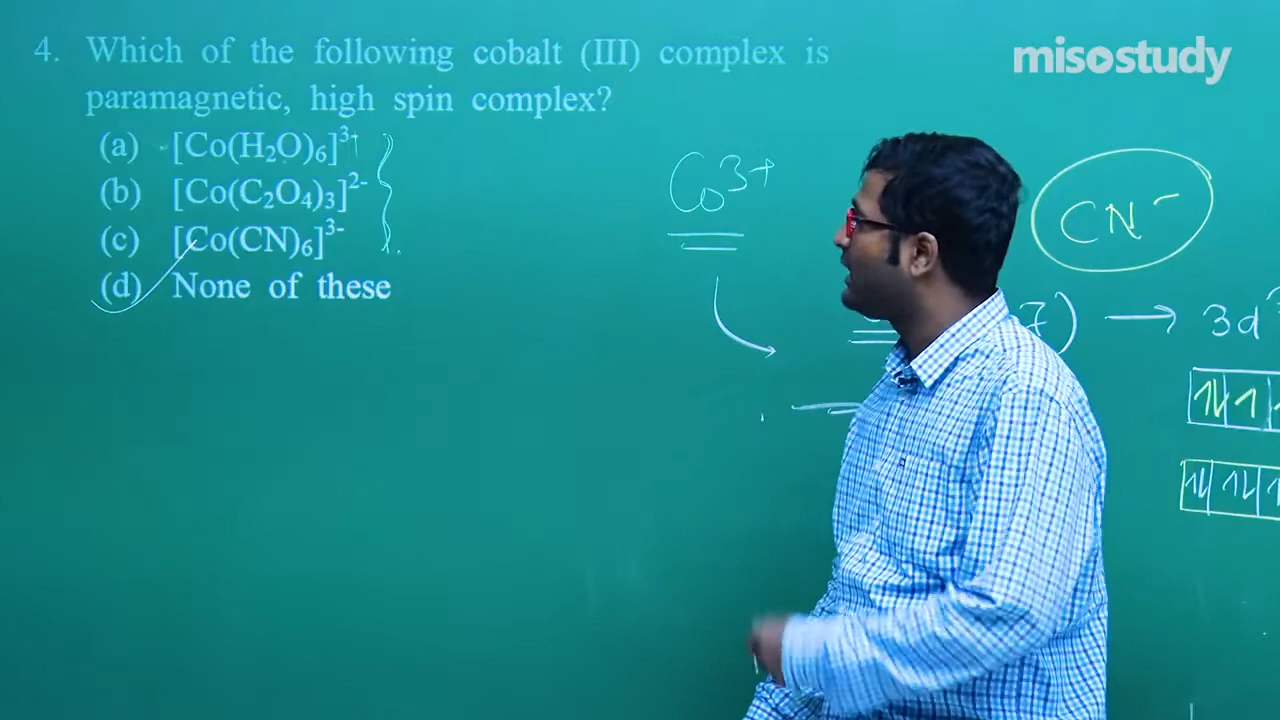 4. Which of the following cobalt (III) complex is
paramagnetic, high spin complex?
(a) [Co(H₂O)₆]³⁺
(b) [Co(C₂O₄)₃]²⁻
(c) [Co(CN)₆]³⁻
(d) None of these
misostudy
Co³⁺
CN⁻
7) → 3d